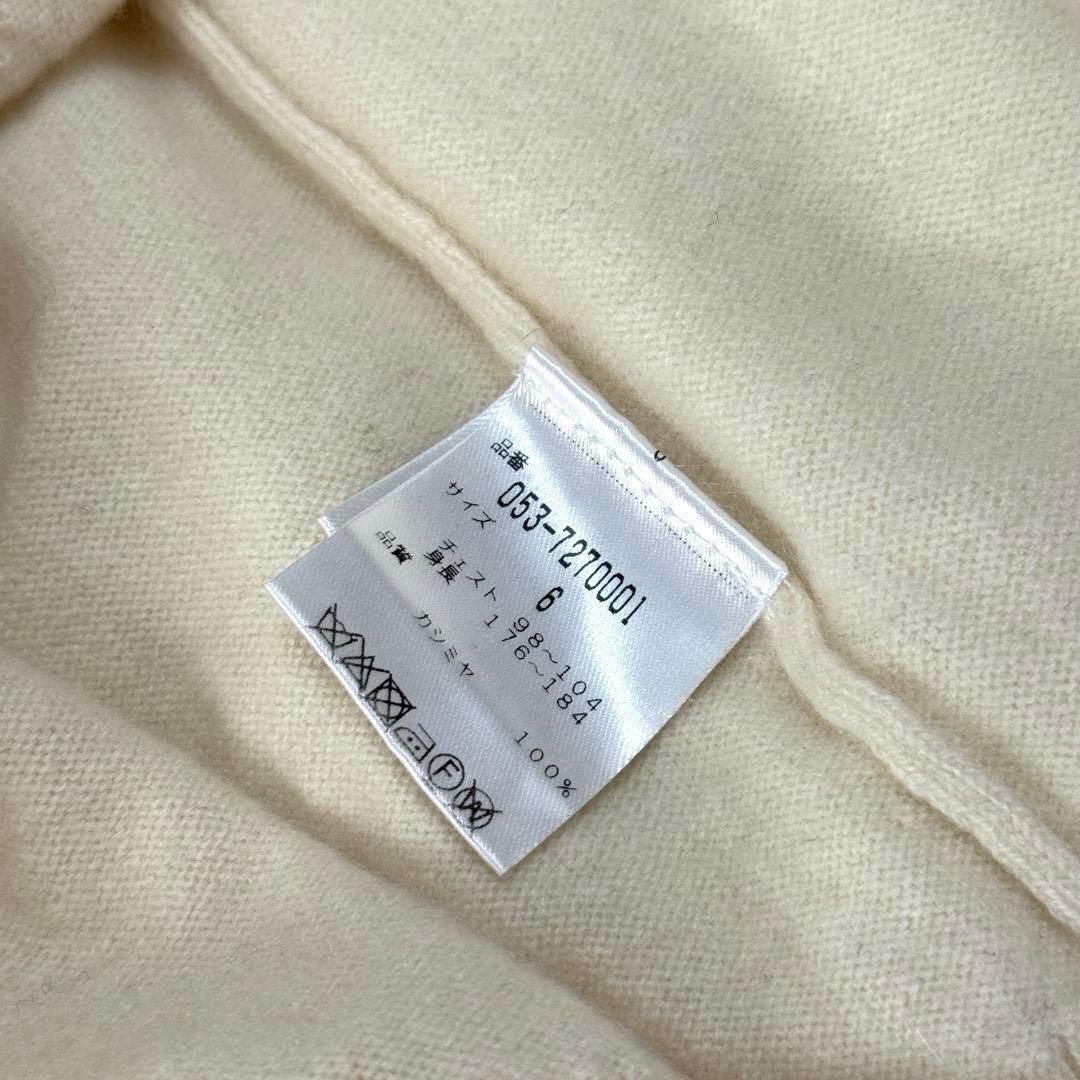 品番
053-7270001
サイズ 6
チェスト 98～104
身長 176～184
品質
カシミヤ 100%
F W